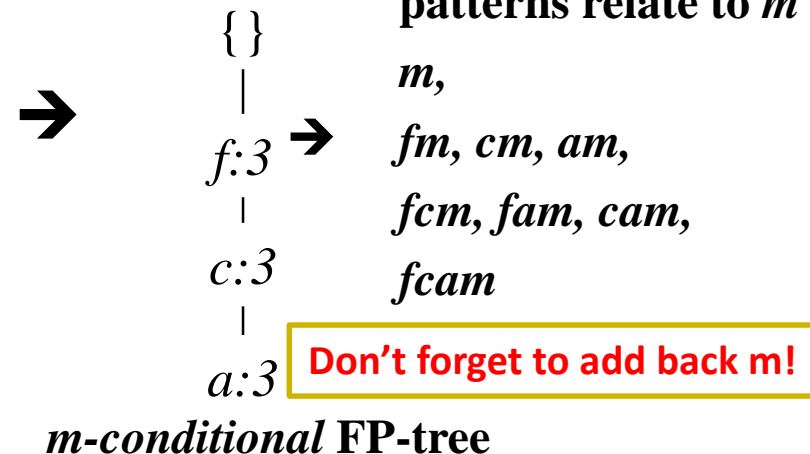 patterns relate to m
{}
m,
➔
f:3 ➔ fm, cm, am,
fcm, fam, cam,
c:3
fcam
Don't forget to add back m!
a:3
m-conditional FP-tree